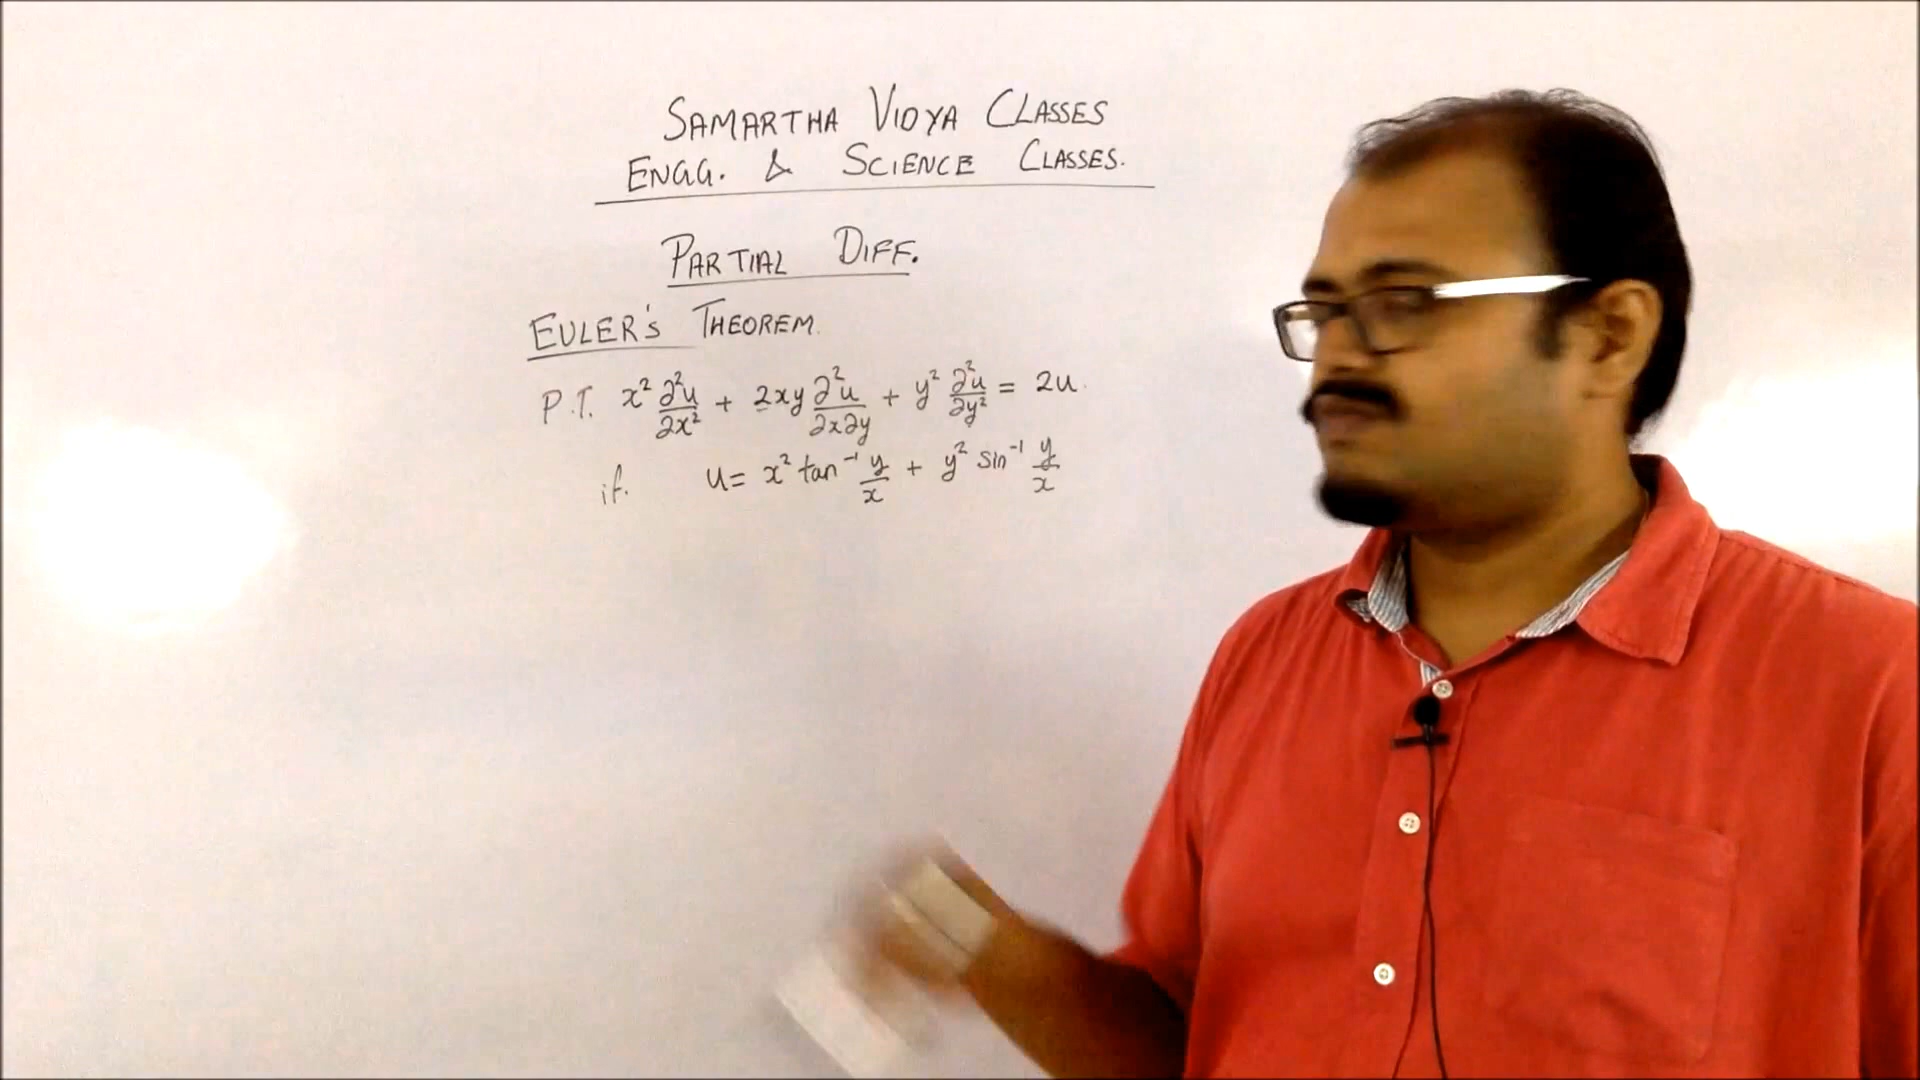 SAMARTHA VIDYA CLASSES
ENGG. & SCIENCE CLASSES.
PARTIAL DIFF.
EULER'S THEOREM.
P.T. x² ∂²u/∂x² + 2xy ∂²u/∂x∂y + y² ∂²u/∂y² = 2u.
if. u = x² tan⁻¹ y/x + y² sin⁻¹ y/x